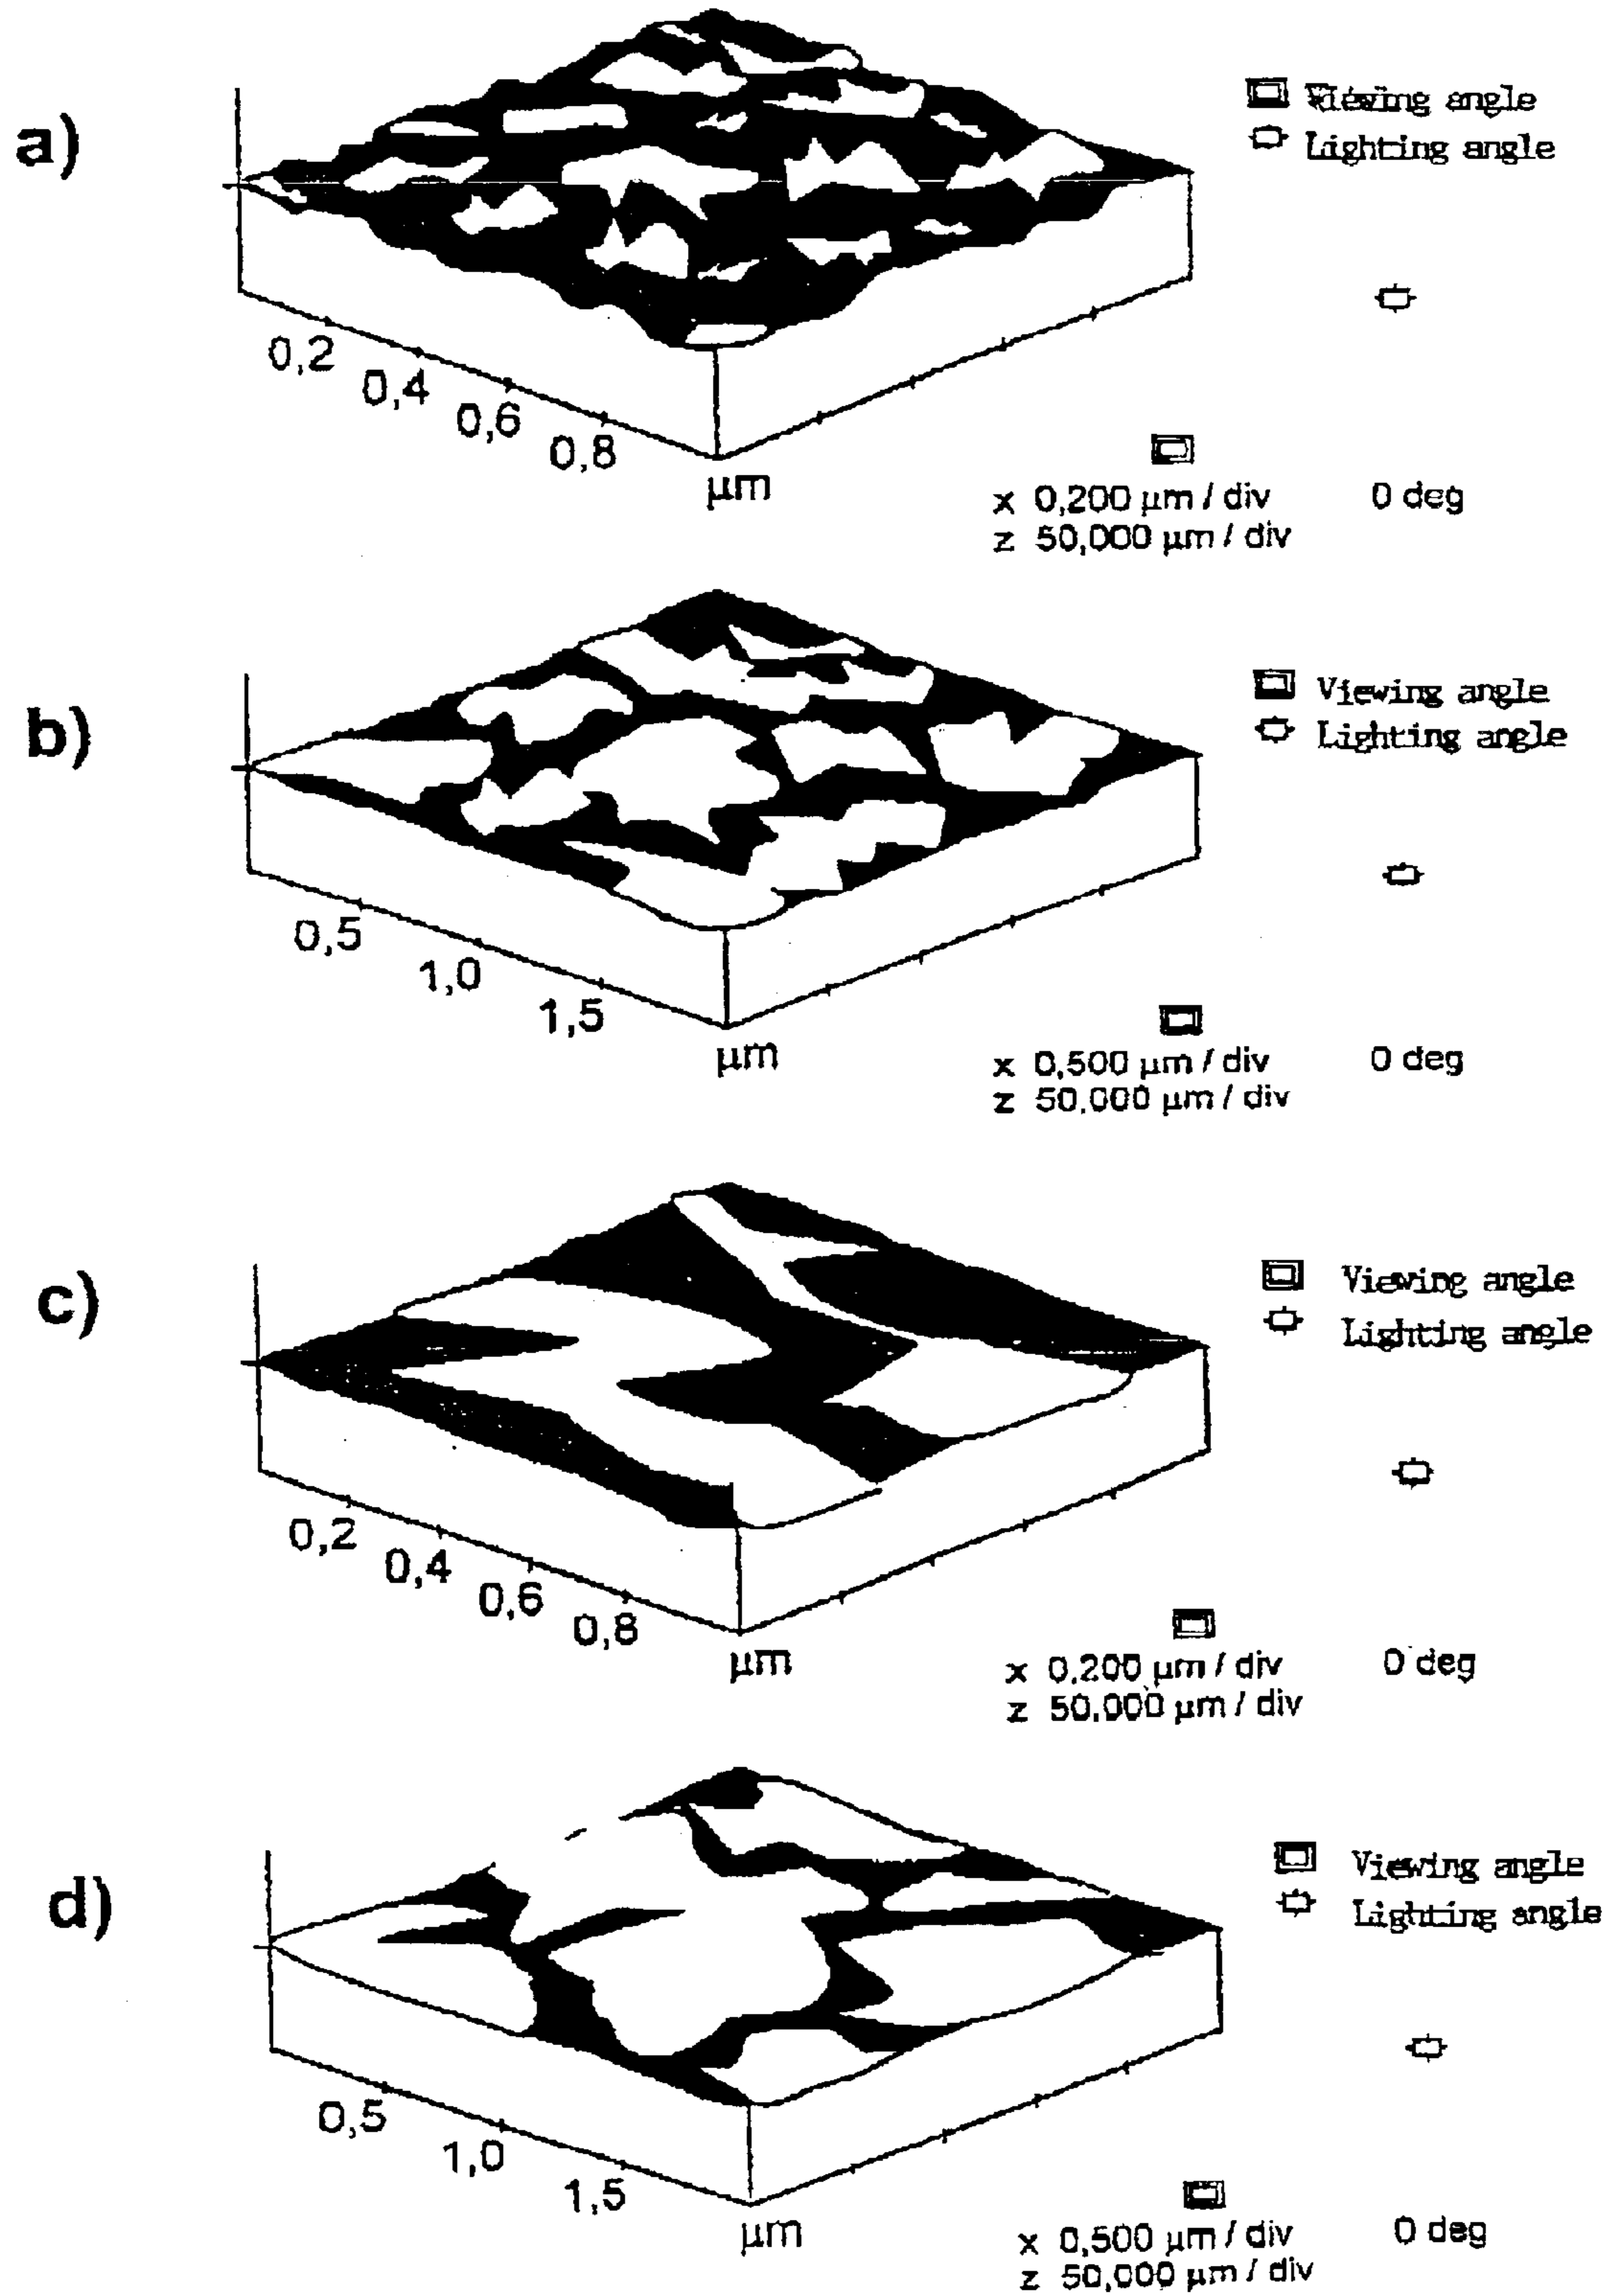 a)
Viewing angle
Lighting angle
0,2
0,4
0,6
0,8
μm
x 0,200 μm / div 0 deg
z 50,000 μm / div
b)
Viewing angle
Lighting angle
0,5
1,0
1,5
μm
x 0,500 μm / div 0 deg
z 50.000 μm / div
c)
Viewing angle
Lighting angle
0,2
0,4
0,6
0,8
μm
x 0.200 μm / div 0 deg
z 50.000 μm / div
d)
Viewing angle
Lighting angle
0,5
1,0
1,5
μm
x 0,500 μm / div 0 deg
z 50,000 μm / div